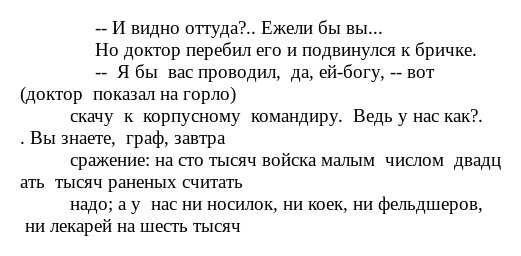 -- И видно оттуда?.. Ежели бы вы...
Но доктор перебил его и подвинулся к бричке.
-- Я бы вас проводил, да, ей-богу, -- вот
(доктор показал на горло)
скачу к корпусному командиру. Ведь у нас как?.
. Вы знаете, граф, завтра
сражение: на сто тысяч войска малым числом двадц
ать тысяч раненых считать
надо; а у нас ни носилок, ни коек, ни фельдшеров,
ни лекарей на шесть тысяч